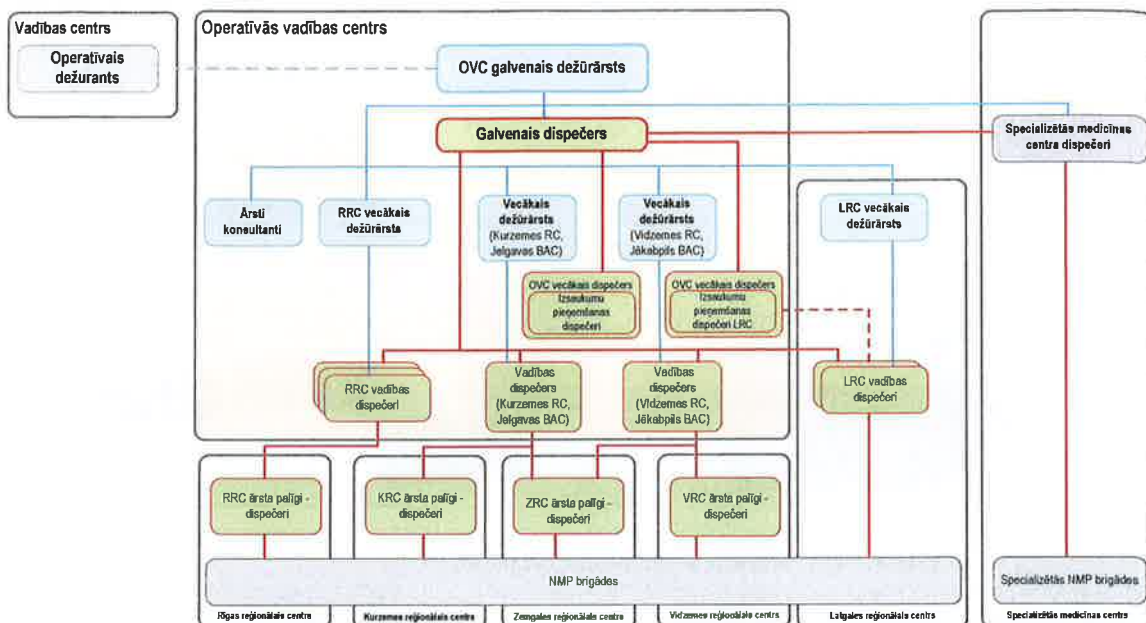 Vadības centrs
Operatīvais
dežurants
Operatīvās vadības centrs
OVC galvenais dežūrārsts
Galvenais dispečers
Specializētās medicīnas
centra dispečeri
Ārsti
konsultanti
RRC vecākais
dežūrārsts
Vecākais
dežūrārsts
(Kurzemes RC,
Jelgavas BAC)
Vecākais
dežūrārsts
(Vidzemes RC,
Jēkabpils BAC)
LRC vecākais
dežūrārsts
OVC vecākais dispečers
Izsaukumu
pieņemšanas
dispečeri
OVC vecākais dispečers
Izsaukumu
pieņemšanas
dispečeri LRC
RRC vadības
dispečeri
Vadības
dispečers
(Kurzemes RC,
Jelgavas BAC)
Vadības
dispečers
(Vidzemes RC,
Jēkabpils BAC)
LRC vadības
dispečeri
RRC ārsta palīgi -
dispečeri
KRC ārsta palīgi -
dispečeri
ZRC ārsta palīgi -
dispečeri
VRC ārsta palīgi -
dispečeri
NMP brigādes
Specializētās NMP brigādes
Rīgas reģionālais centrs
Kurzemes reģionālais centrs
Zemgales reģionālais centrs
Vidzemes reģionālais centrs
Latgales reģionālais centrs
Specializētās medicīnas centrs